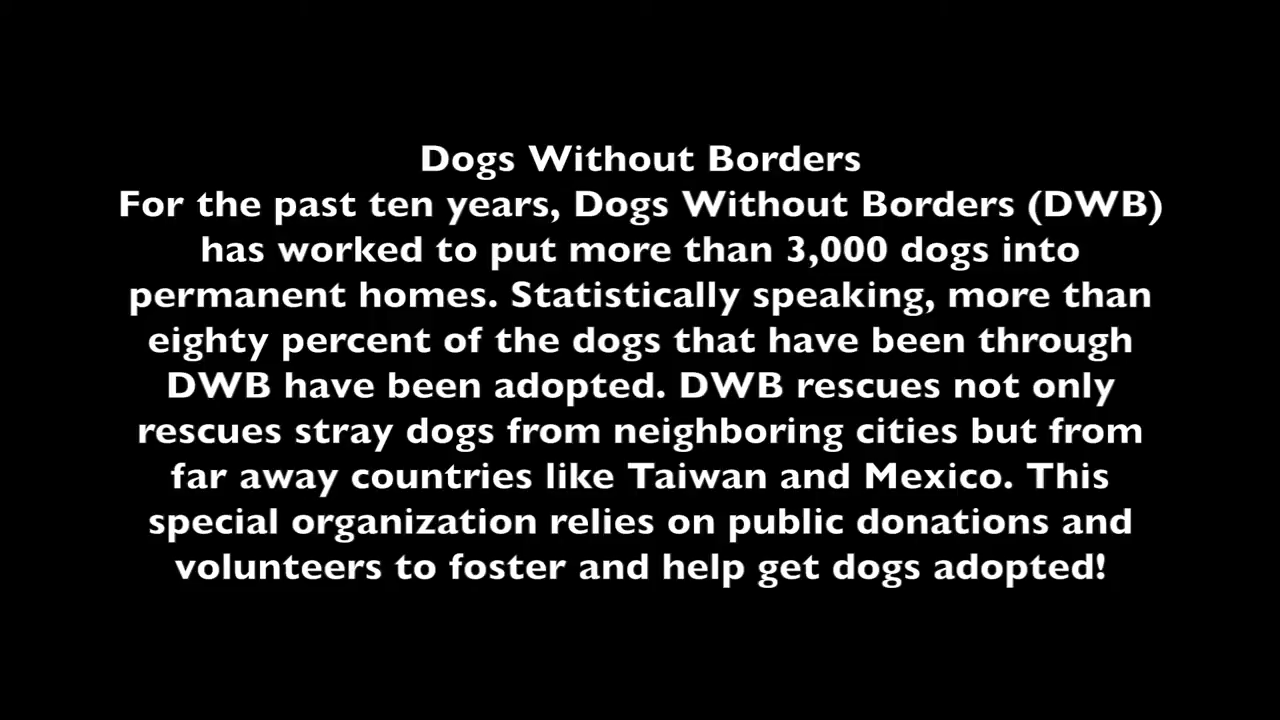 Dogs Without Borders
For the past ten years, Dogs Without Borders (DWB)
has worked to put more than 3,000 dogs into
permanent homes. Statistically speaking, more than
eighty percent of the dogs that have been through
DWB have been adopted. DWB rescues not only
rescues stray dogs from neighboring cities but from
far away countries like Taiwan and Mexico. This
special organization relies on public donations and
volunteers to foster and help get dogs adopted!